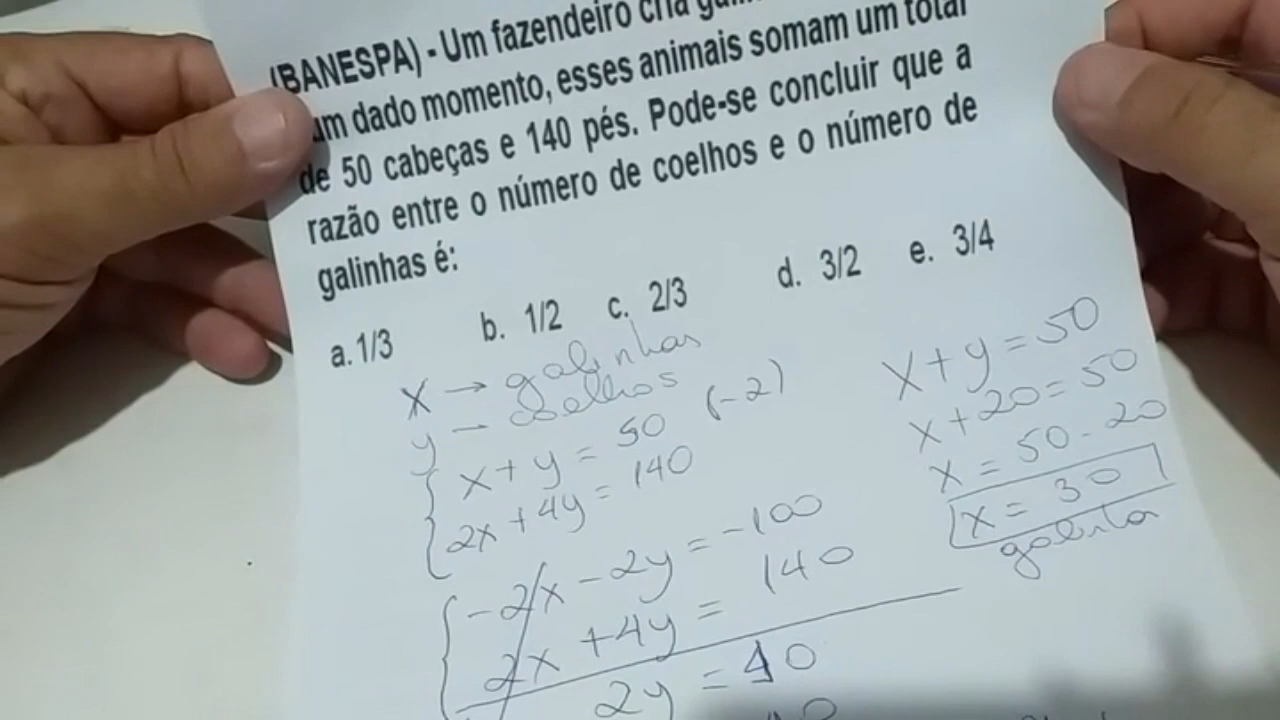 (BANESPA) - Um fazendeiro cria
um dado momento, esses animais somam um total
de 50 cabeças e 140 pés. Pode-se concluir que a
razão entre o número de coelhos e o número de
galinhas é:
a. 1/3 b. 1/2 c. 2/3 d. 3/2 e. 3/4
x → galinhas
y — coelhos
x + y = 50 (-2)
2x + 4y = 140
-2x - 2y = -100
2x + 4y = 140
2y = 40
x + y = 50
x + 20 = 50
x = 50 - 20
x = 30
galinha